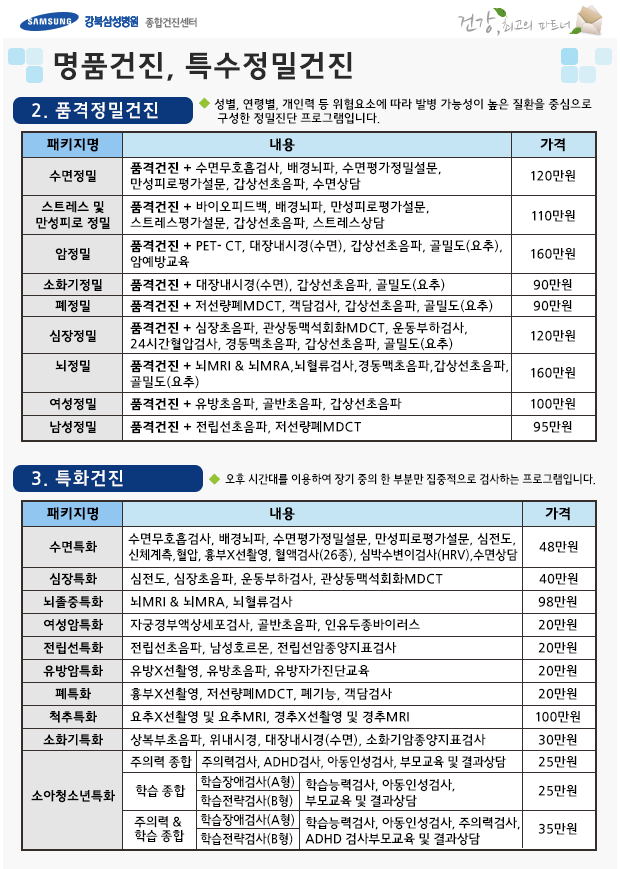 SAMSUNG 강북삼성병원 종합건진센터
건강, 최고의 파트너
명품건진, 특수정밀건진
2. 품격정밀건진
◆ 성별, 연령별, 개인력 등 위험요소에 따라 발병 가능성이 높은 질환을 중심으로
구성한 정밀진단 프로그램입니다.
패키지명 내용 가격
수면정밀 품격건진 + 수면무호흡검사, 배경뇌파, 수면평가정밀설문, 120만원
만성피로평가설문, 갑상선초음파, 수면상담
스트레스 및 품격건진 + 바이오피드백, 배경뇌파, 만성피로평가설문, 110만원
만성피로 정밀 스트레스평가설문, 갑상선초음파, 스트레스상담
암정밀 품격건진 + PET- CT, 대장내시경(수면), 갑상선초음파, 골밀도(요추), 160만원
암예방교육
소화기정밀 품격건진 + 대장내시경(수면), 갑상선초음파, 골밀도(요추) 90만원
폐정밀 품격건진 + 저선량폐MDCT, 객담검사, 갑상선초음파, 골밀도(요추) 90만원
심장정밀 품격건진 + 심장초음파, 관상동맥석회화MDCT, 운동부하검사, 120만원
24시간혈압검사, 경동맥초음파, 갑상선초음파, 골밀도(요추)
뇌정밀 품격건진 + 뇌MRI & 뇌MRA,뇌혈류검사,경동맥초음파,갑상선초음파, 160만원
골밀도(요추)
여성정밀 품격건진 + 유방초음파, 골반초음파, 갑상선초음파 100만원
남성정밀 품격건진 + 전립선초음파, 저선량폐MDCT 95만원
3. 특화건진
◆ 오후 시간대를 이용하여 장기 중의 한 부분만 집중적으로 검사하는 프로그램입니다.
패키지명 내용 가격
수면특화 수면무호흡검사, 배경뇌파, 수면평가정밀설문, 만성피로평가설문, 심전도, 48만원
신체계측,혈압, 흉부X선촬영, 혈액검사(26종), 심박수변이검사(HRV),수면상담
심장특화 심전도, 심장초음파, 운동부하검사, 관상동맥석회화MDCT 40만원
뇌졸중특화 뇌MRI & 뇌MRA, 뇌혈류검사 98만원
여성암특화 자궁경부액상세포검사, 골반초음파, 인유두종바이러스 20만원
전립선특화 전립선초음파, 남성호르몬, 전립선암종양지표검사 20만원
유방암특화 유방X선촬영, 유방초음파, 유방자가진단교육 20만원
폐특화 흉부X선촬영, 저선량폐MDCT, 폐기능, 객담검사 20만원
척추특화 요추X선촬영 및 요추MRI, 경추X선촬영 및 경추MRI 100만원
소화기특화 상복부초음파, 위내시경, 대장내시경(수면), 소화기암종양지표검사 30만원
소아청소년특화 주의력 종합 주의력검사, ADHD검사, 아동인성검사, 부모교육 및 결과상담 25만원
학습 종합 학습장애검사(A형) 학습능력검사, 아동인성검사, 25만원
학습전략검사(B형) 부모교육 및 결과상담
주의력 & 학습장애검사(A형) 학습능력검사, 아동인성검사, 주의력검사, 35만원
학습 종합 학습전략검사(B형) ADHD 검사부모교육 및 결과상담